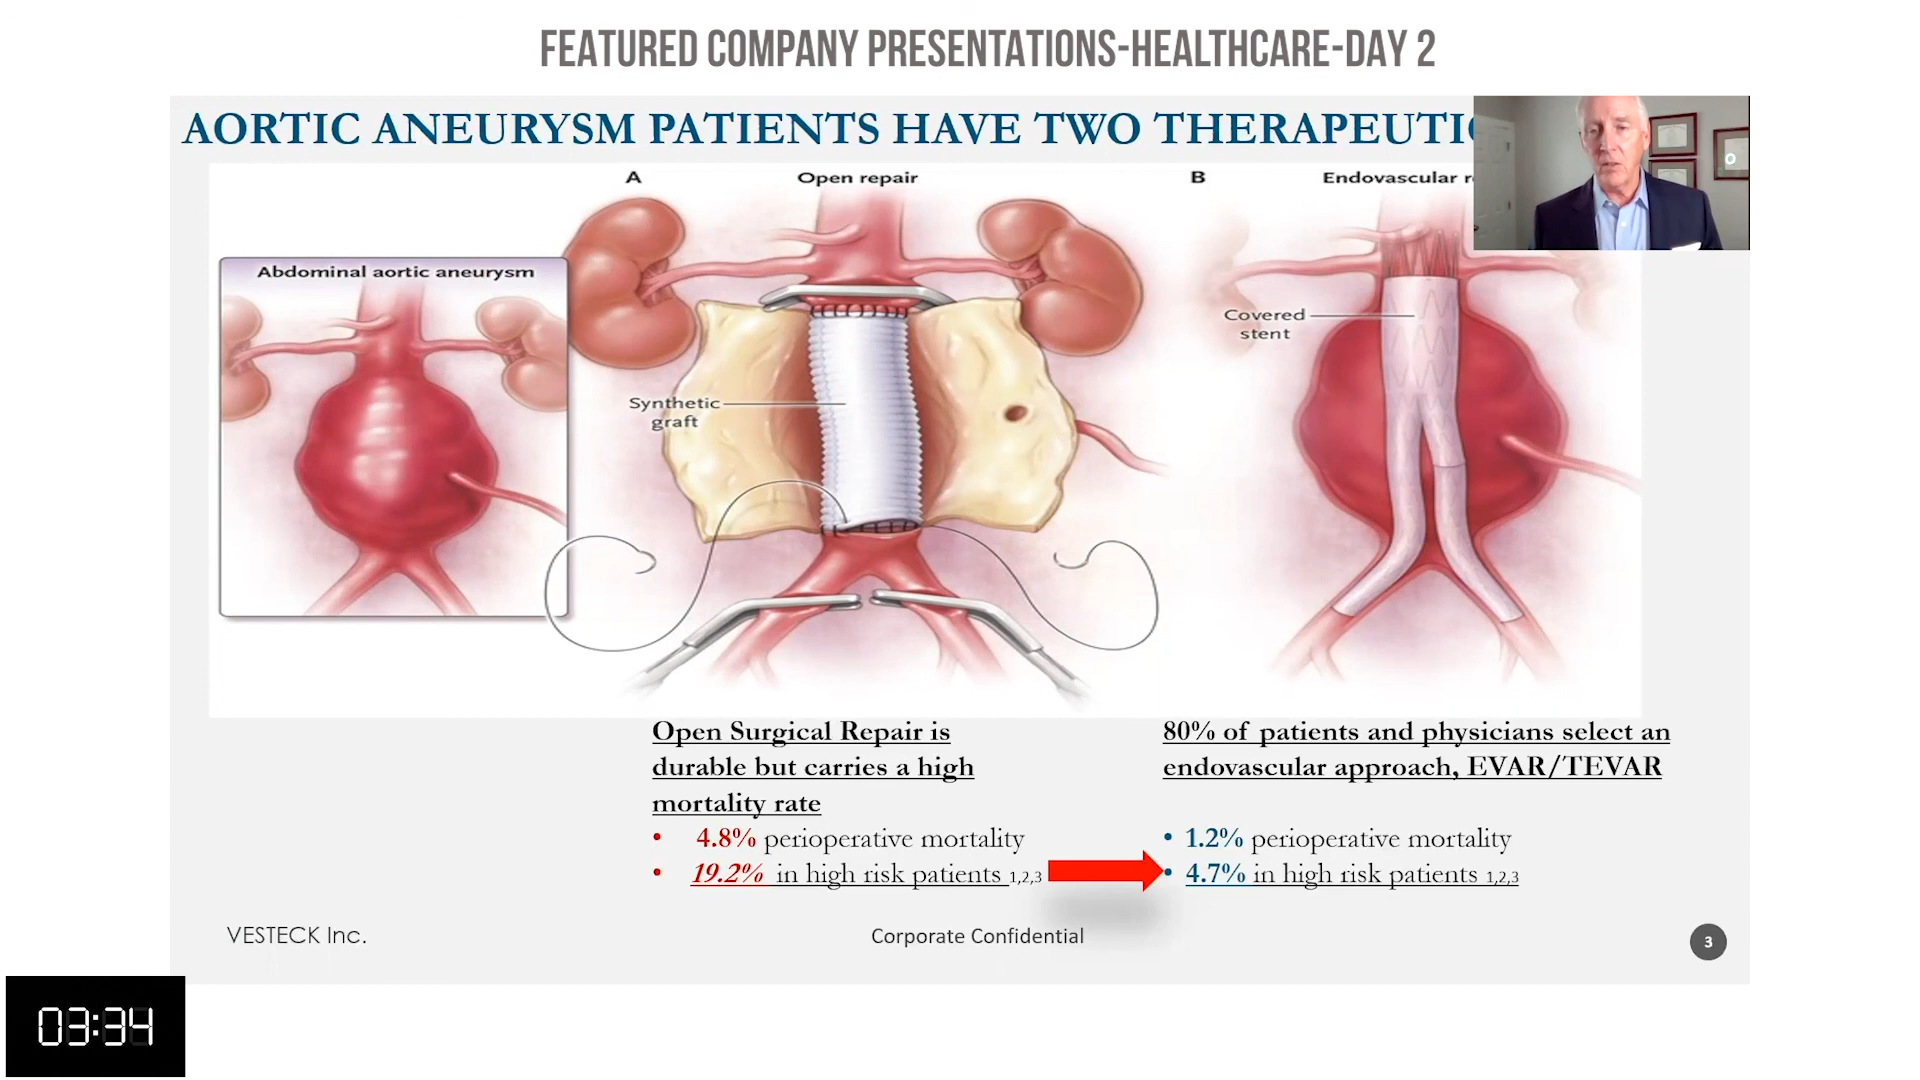 FEATURED COMPANY PRESENTATIONS-HEALTHCARE-DAY 2
AORTIC ANEURYSM PATIENTS HAVE TWO
A
Open repair
B
Endovascular
Abdominal aortic aneurysm
Covered
stent
Synthetic
graft
Open Surgical Repair is
durable but carries a high
mortality rate
• 4.8% perioperative mortality
• 19.2% in high risk patients 1,2,3
80% of patients and physicians select an
endovascular approach, EVAR/TEVAR
• 1.2% perioperative mortality
• 4.7% in high risk patients 1,2,3
VESTECK Inc.
Corporate Confidential
3
03:34